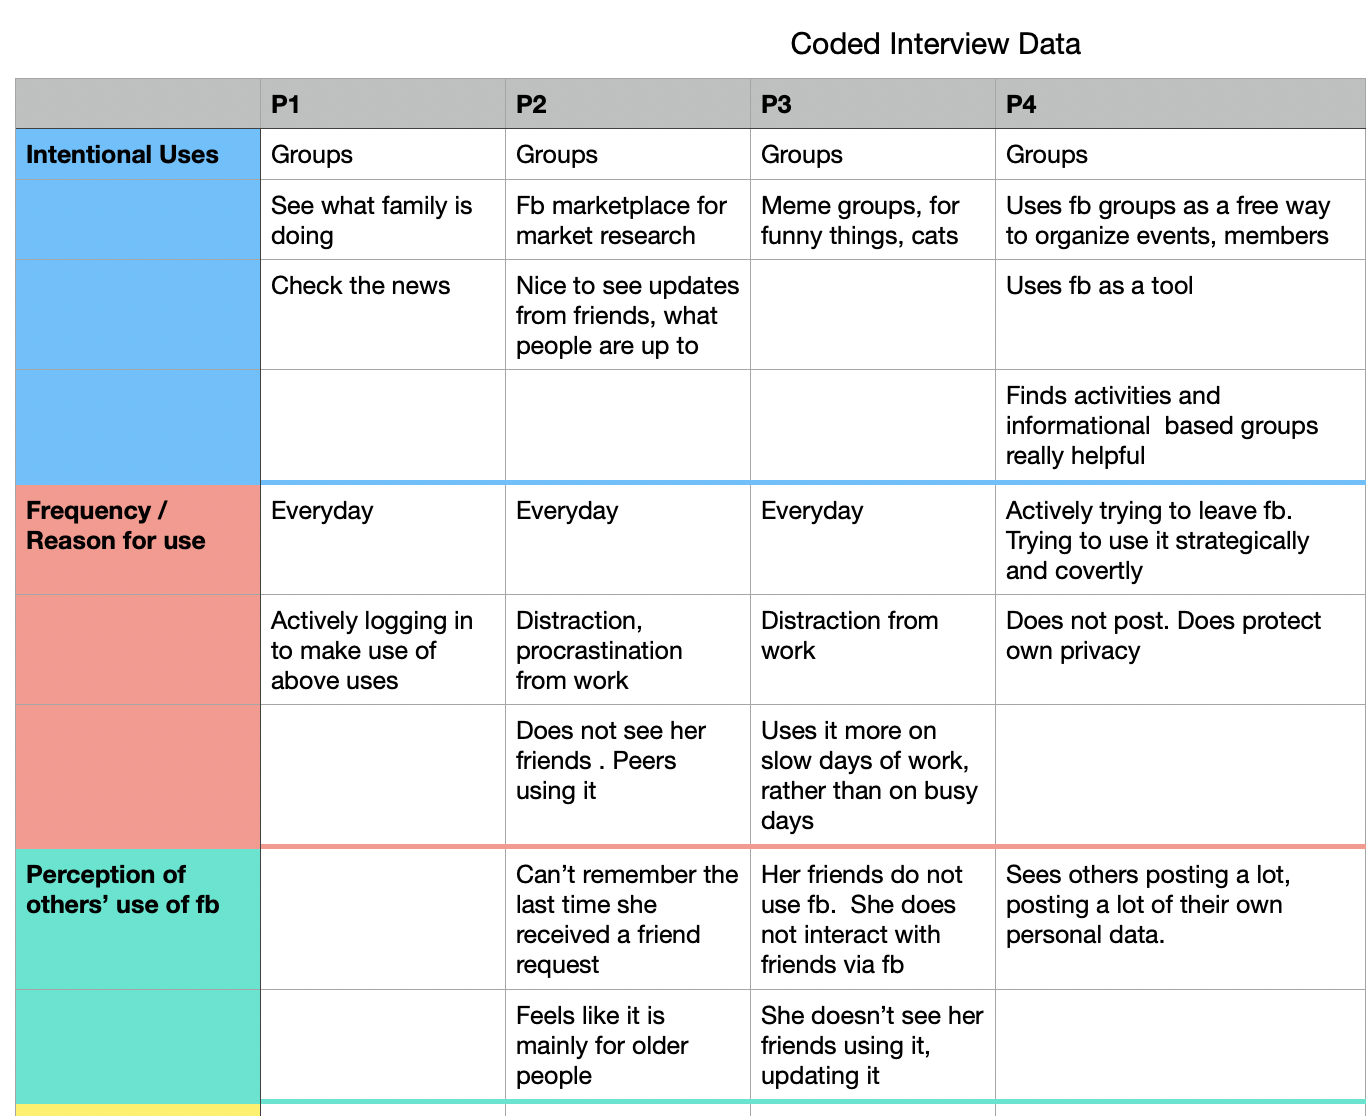 Coded Interview Data
P1 P2 P3 P4
Intentional Uses Groups Groups Groups Groups
See what family is Fb marketplace for Meme groups, for Uses fb groups as a free way
doing market research funny things, cats to organize events, members
Check the news Nice to see updates Uses fb as a tool
from friends, what
people are up to
Finds activities and
informational  based groups
really helpful
Frequency / Everyday Everyday Everyday Actively trying to leave fb.
Reason for use Trying to use it strategically
and covertly
Actively logging in Distraction, Distraction from Does not post. Does protect
to make use of procrastination work own privacy
above uses from work
Does not see her Uses it more on
friends . Peers slow days of work,
using it rather than on busy
days
Perception of Can’t remember the Her friends do not Sees others posting a lot,
others’ use of fb last time she use fb.  She does posting a lot of their own
received a friend not interact with personal data.
request friends via fb
Feels like it is She doesn’t see her
mainly for older friends using it,
people updating it